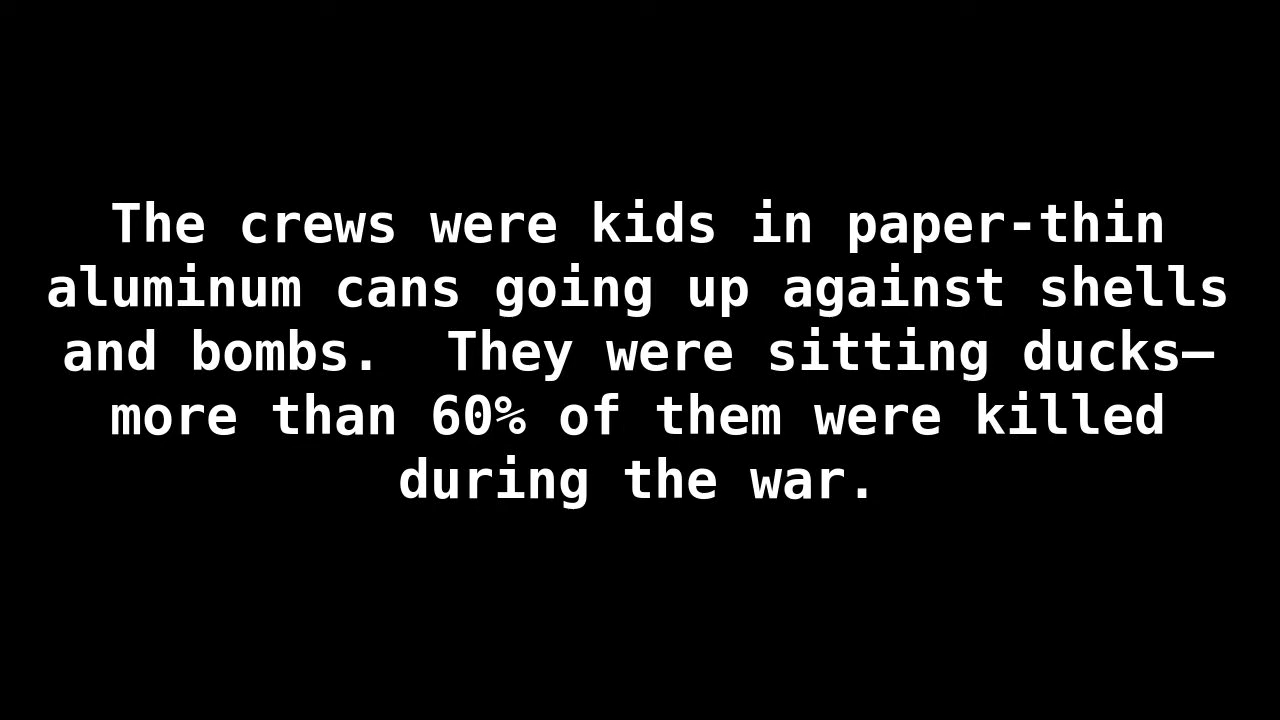 The crews were kids in paper-thin
aluminum cans going up against shells
and bombs.  They were sitting ducks—
more than 60% of them were killed
during the war.